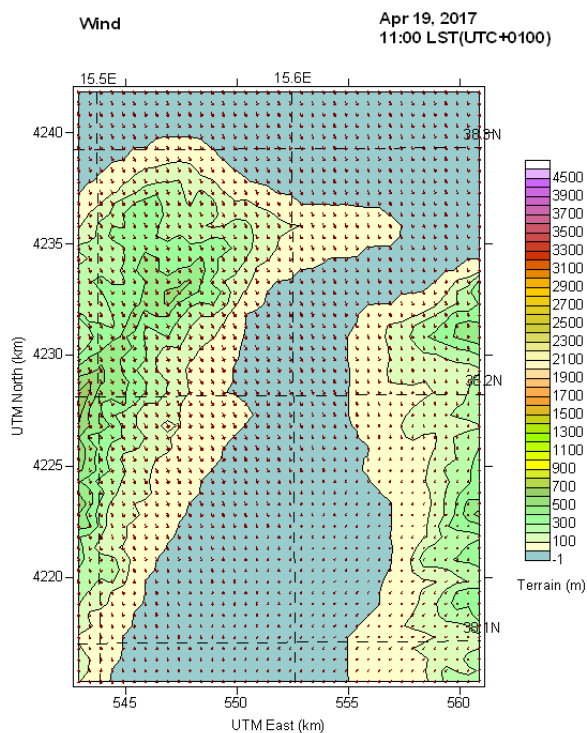 Wind
Apr 19, 2017
11:00 LST(UTC+0100)
15.5E
15.6E
4240
38.3N
4235
4230
38.2N
4225
4220
38.1N
545
550
555
560
UTM East (km)
UTM North (km)
4500
3900
3700
3500
3300
3100
2900
2700
2500
2300
2100
1900
1700
1500
1300
1100
900
700
500
300
100
-1
Terrain (m)